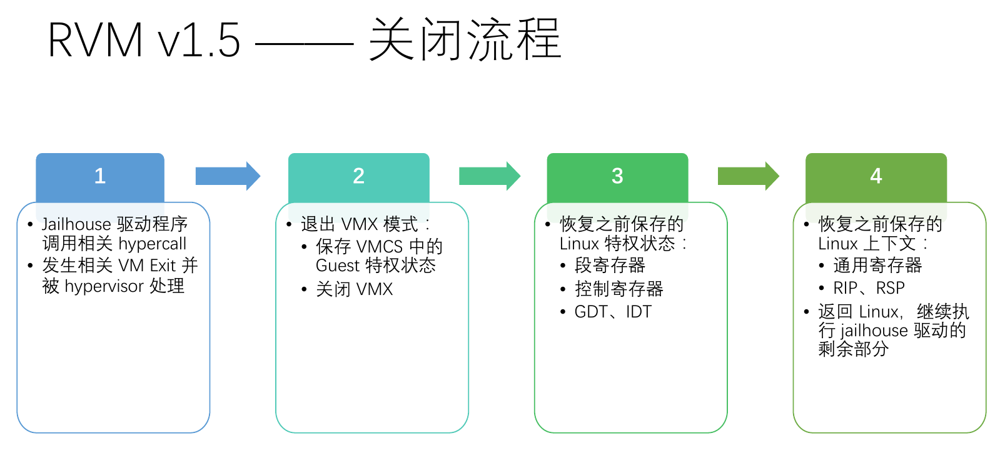 RVM v1.5 —— 关闭流程
1
• Jailhouse 驱动程序
调用相关 hypercall
• 发生相关 VM Exit 并
被 hypervisor 处理
2
• 退出 VMX 模式：
• 保存 VMCS 中的
Guest 特权状态
• 关闭 VMX
3
• 恢复之前保存的
Linux 特权状态：
• 段寄存器
• 控制寄存器
• GDT、IDT
4
• 恢复之前保存的
Linux 上下文：
• 通用寄存器
• RIP、RSP
• 返回 Linux，继续执
行 jailhouse 驱动的
剩余部分